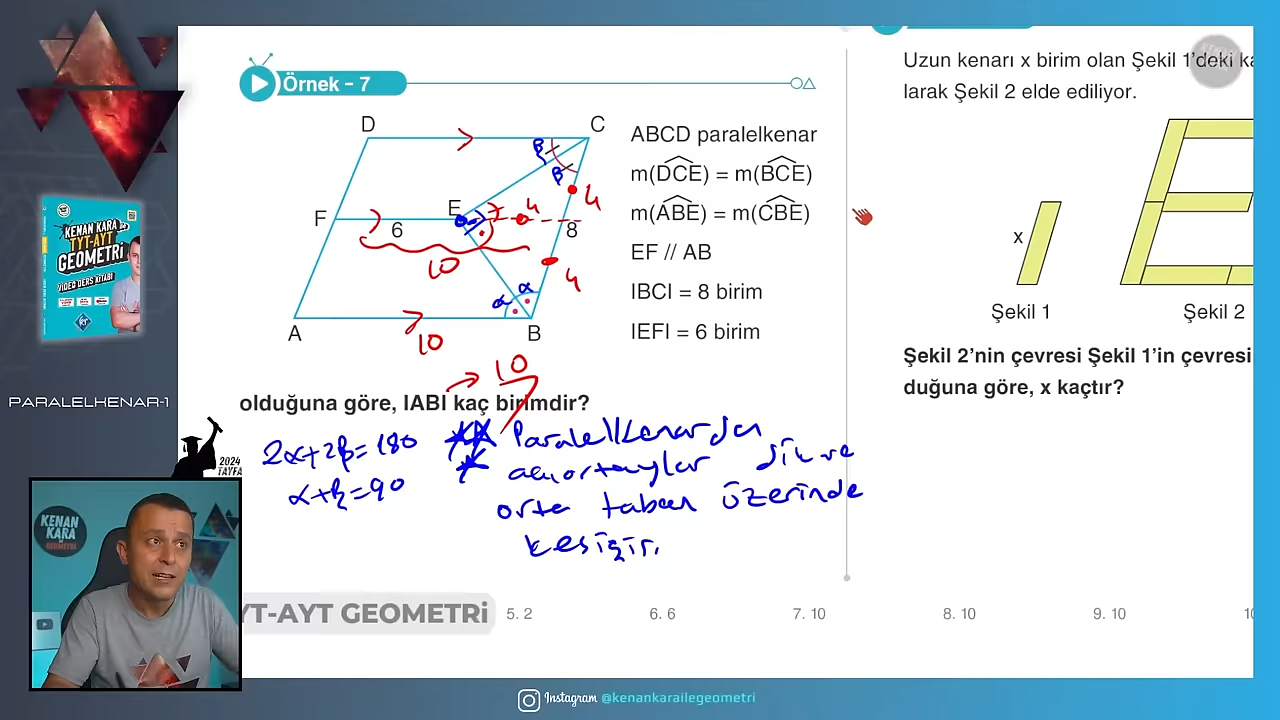 Örnek – 7
D
C
β
β
4
E
4
F
6
8
10
4
α
α
A
B
10
10
ABCD paralelkenar
m(DCE) = m(BCE)
m(ABE) = m(CBE)
EF // AB
IBCI = 8 birim
IEFI = 6 birim
olduğuna göre, IABI kaç birimdir?
2α+2β=180
α+β=90
Paralelkenarda
açıortaylar dik ve
orta taban üzerinde
kesişir.
Uzun kenarı x birim olan Şekil 1'deki
larak Şekil 2 elde ediliyor.
x
Şekil 1
Şekil 2
Şekil 2'nin çevresi Şekil 1'in çevresi
duğuna göre, x kaçtır?
KENAN KARA
TYT-AYT
GEOMETRİ
VİDEO DERS KİTABI
PARALELKENAR-1
2024
TAYFA
KENAN
KARA
GEOMETRİ
YT-AYT GEOMETRİ
5. 2
6. 6
7. 10
8. 10
9. 10
Instagram @kenankarailegeometri